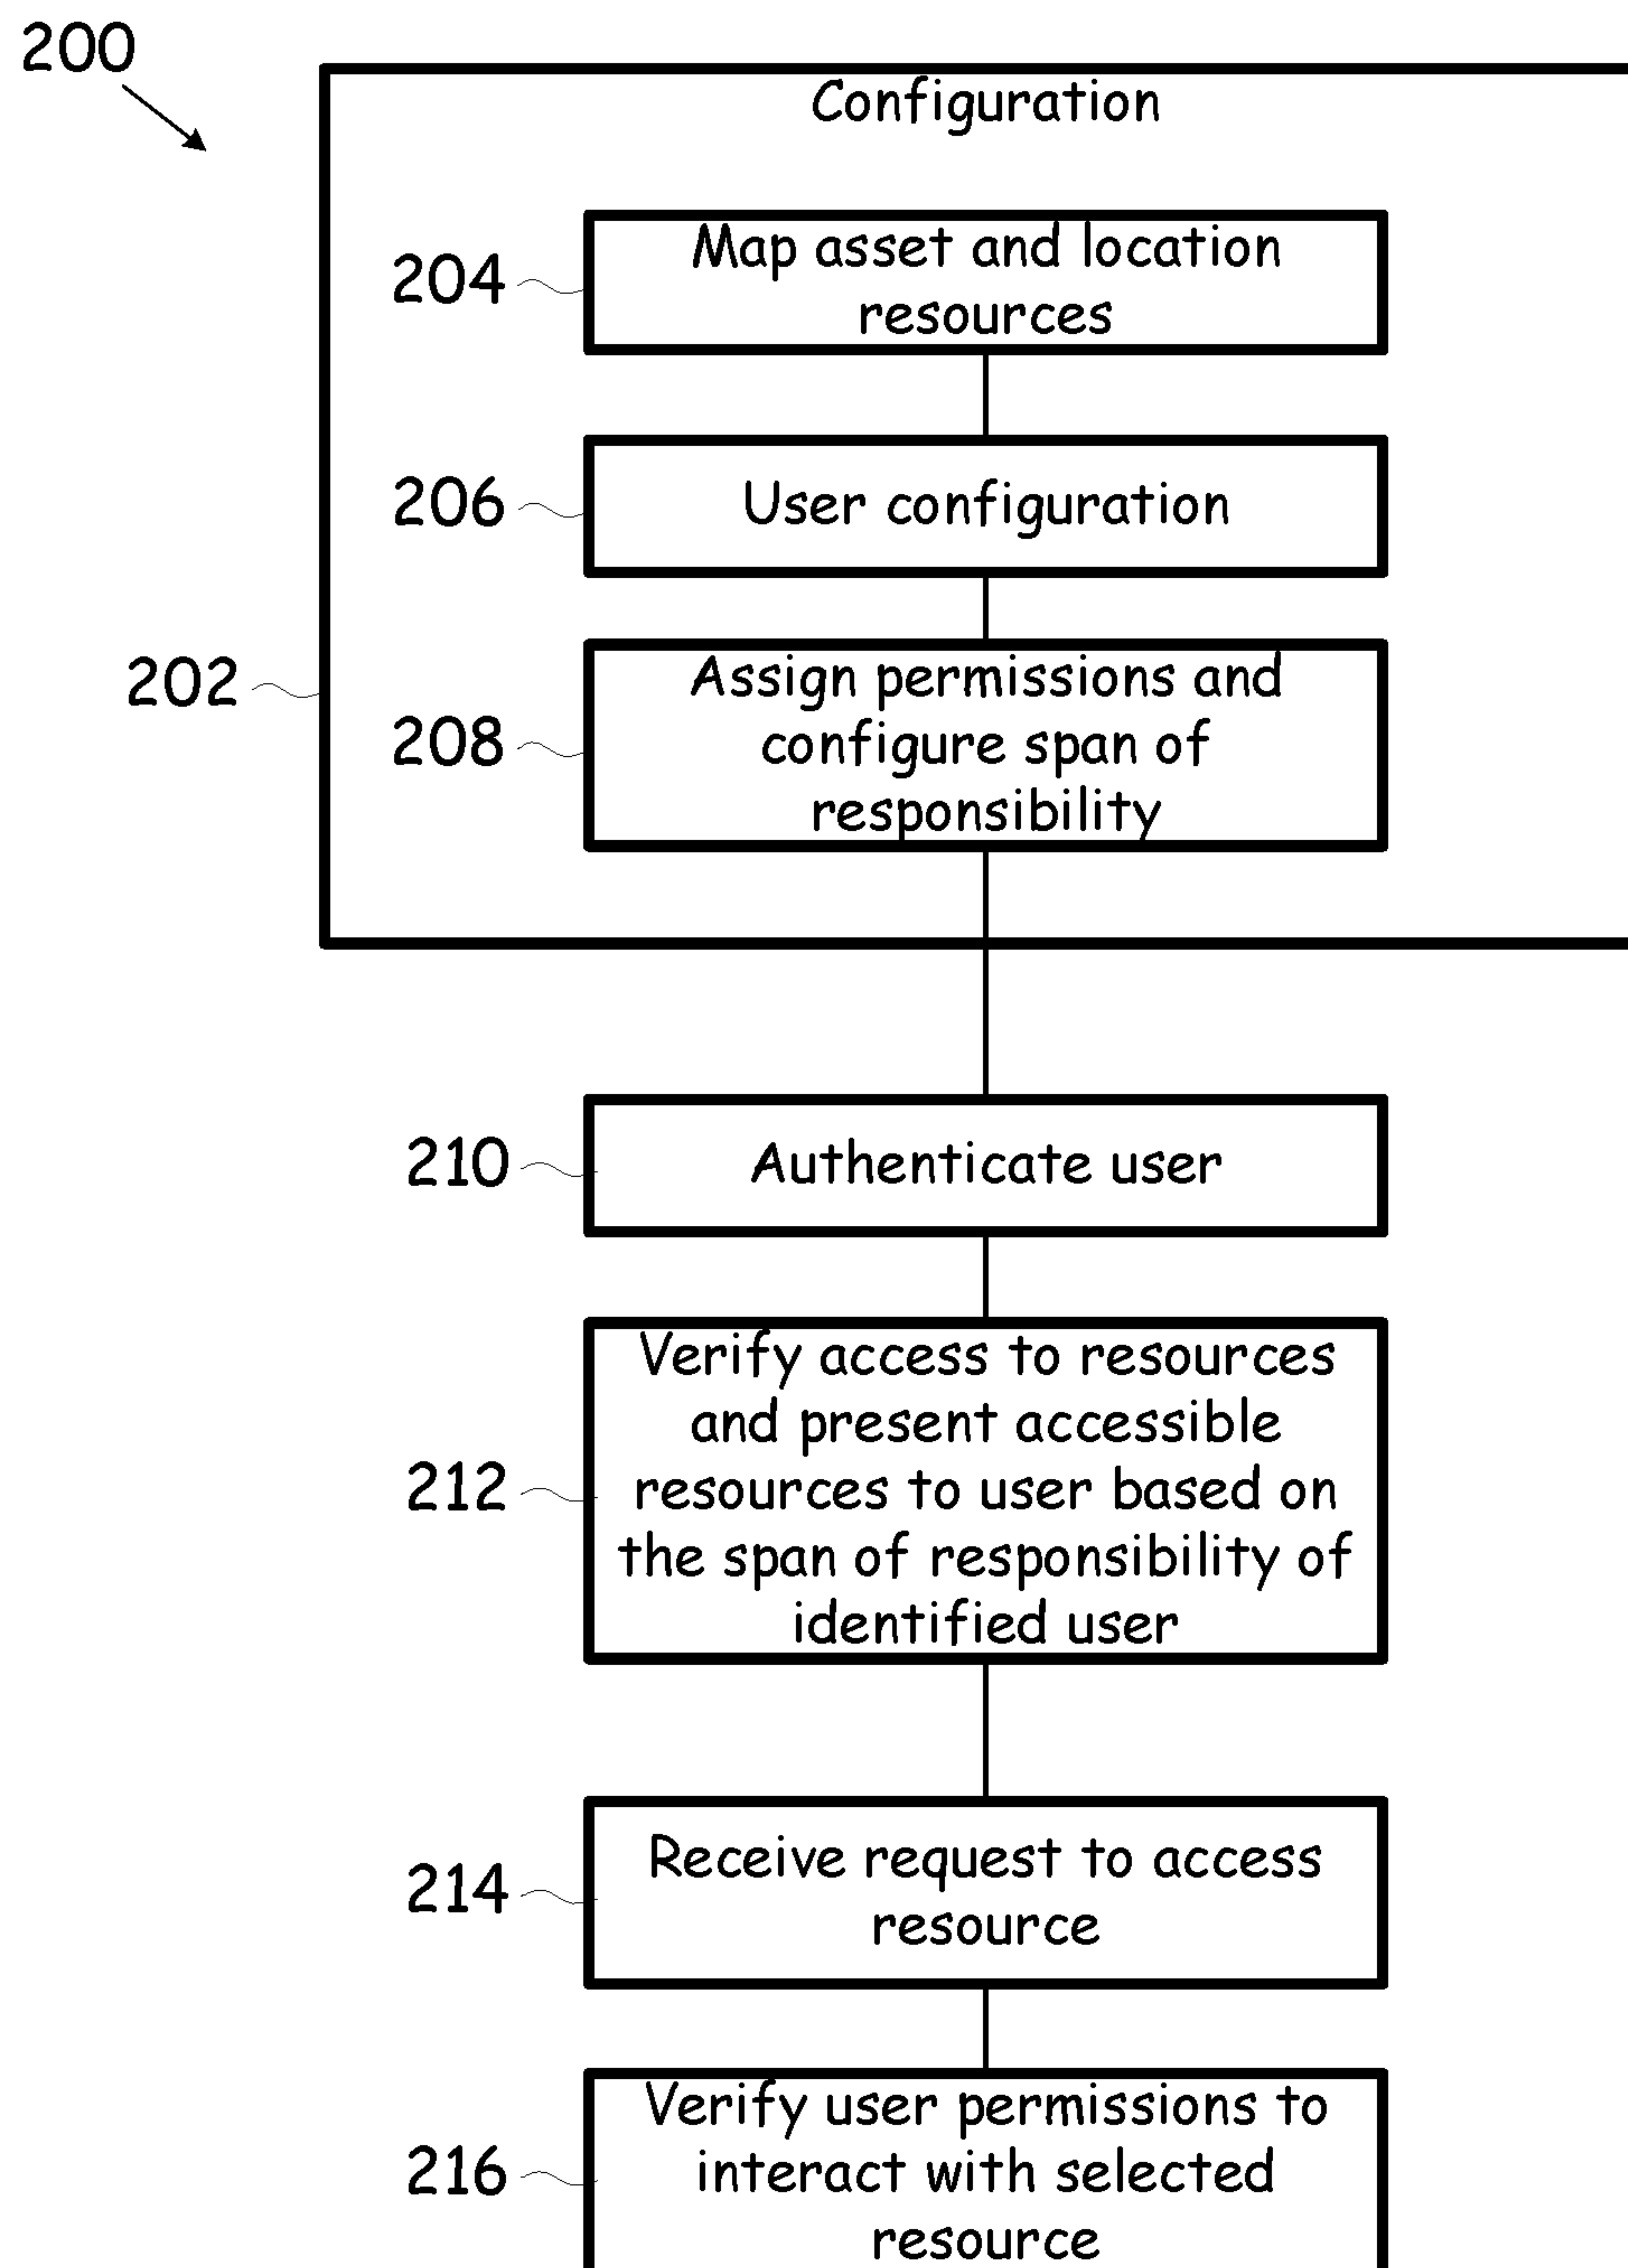 200
Configuration
204
Map asset and location
resources
206
User configuration
202
208
Assign permissions and
configure span of
responsibility
210
Authenticate user
212
Verify access to resources
and present accessible
resources to user based on
the span of responsibility of
identified user
214
Receive request to access
resource
216
Verify user permissions to
interact with selected
resource